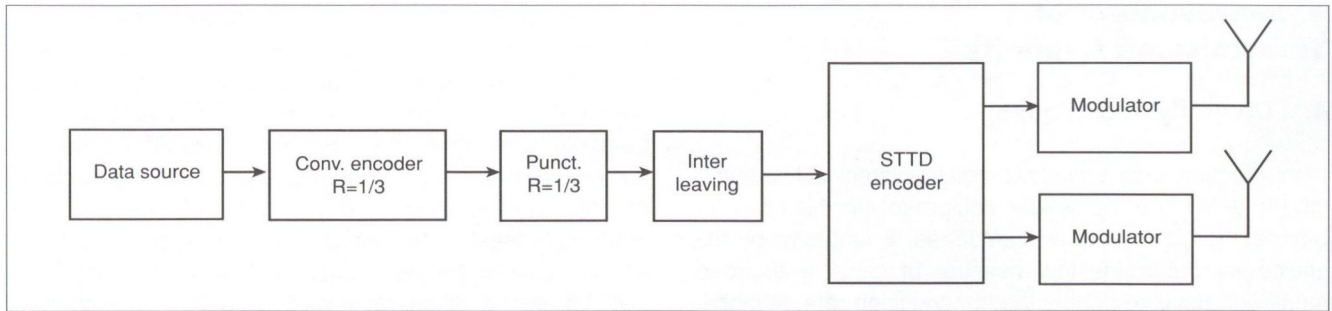 Data source
Conv. encoder
R=1/3
Punct.
R=1/3
Inter
leaving
STTD
encoder
Modulator
Modulator